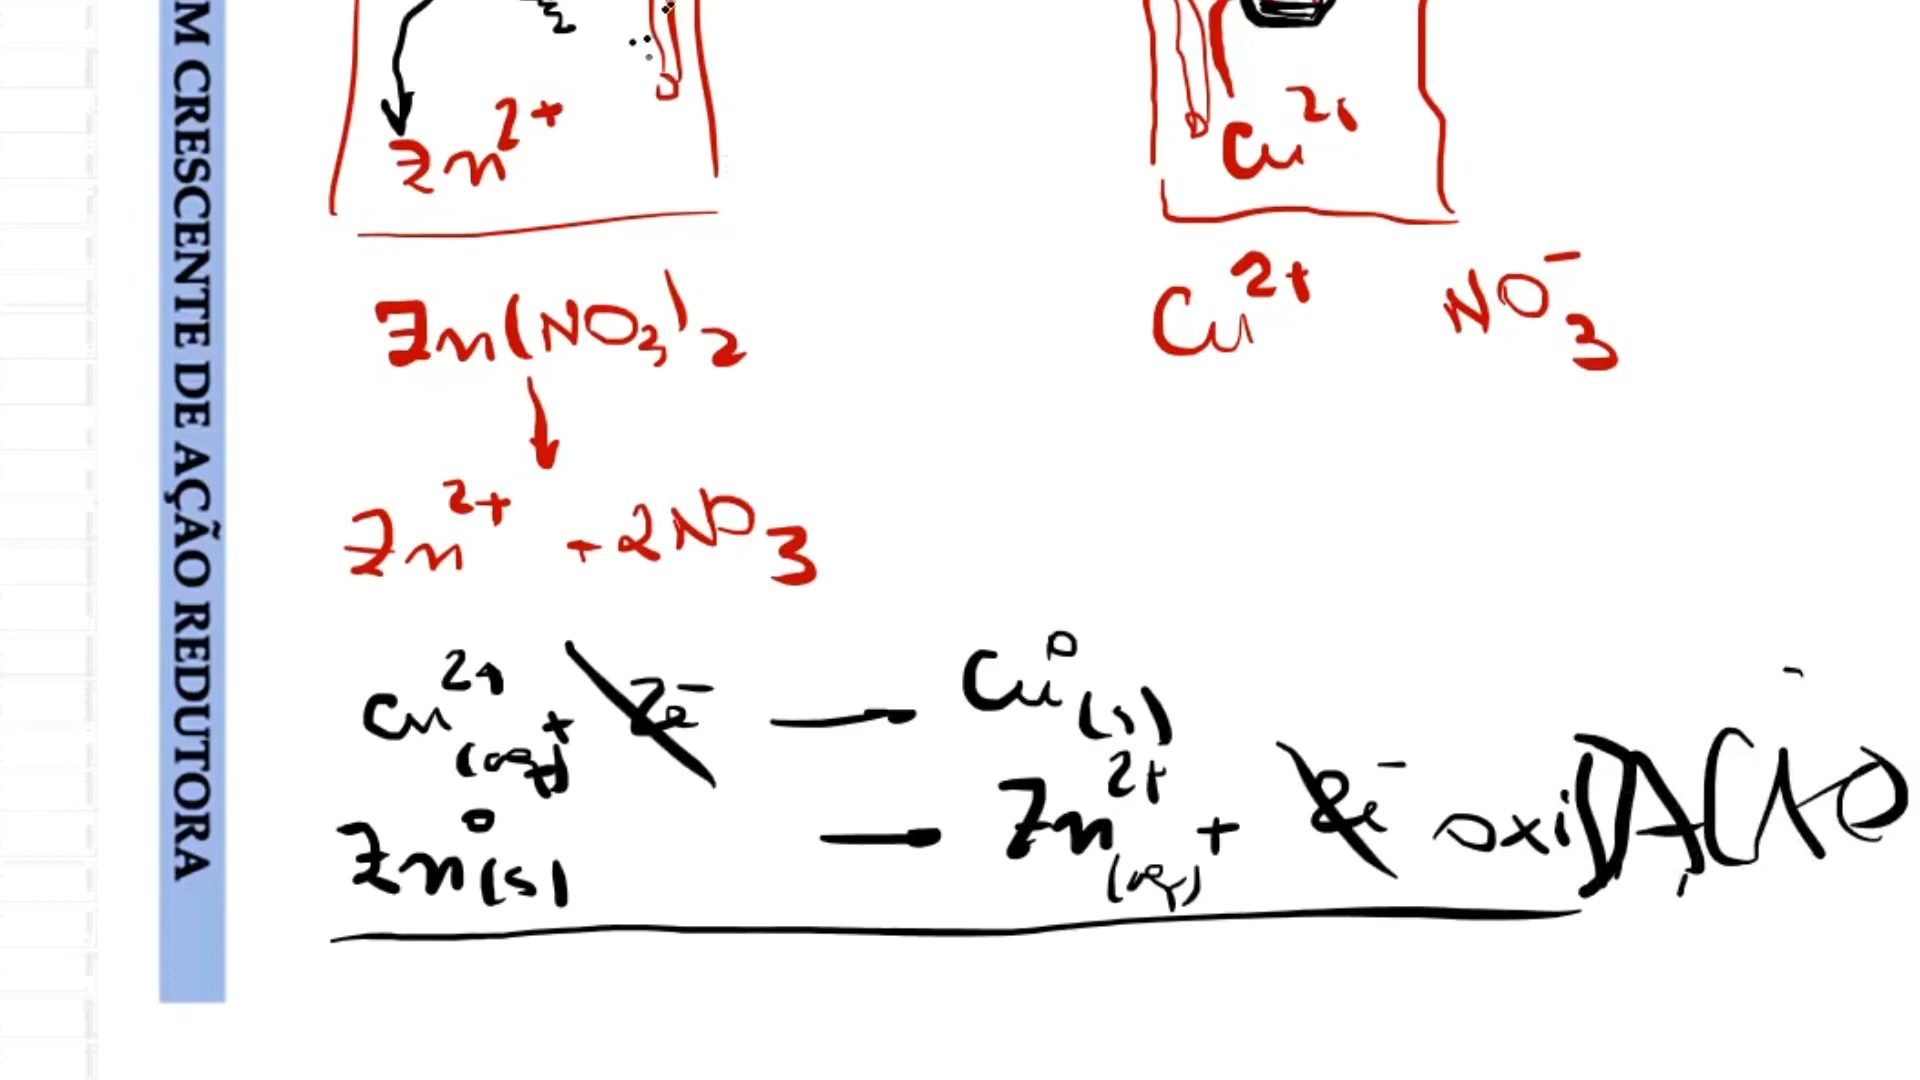 M CRESCENTE DE AÇÃO REDUTORA
Zn²⁺
Cu²⁺
Zn(NO₃)₂
Cu²⁺ NO₃⁻
Zn²⁺ + 2NO₃
Cu²⁺(aq) + 2e⁻ — Cu⁰(s)
Zn⁰(s) — Zn²⁺(aq) + 2e⁻ oxiDAÇÃO